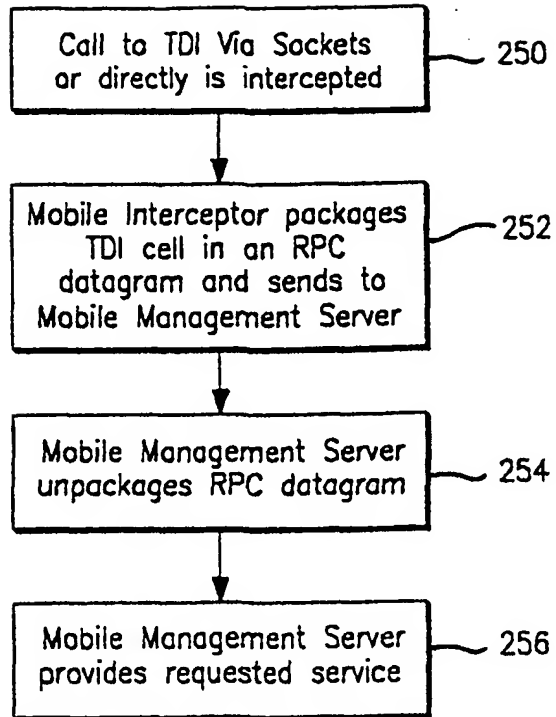 Call to TDI Via Sockets
or directly is intercepted
250
Mobile Interceptor packages
TDI cell in an RPC
datagram and sends to
Mobile Management Server
252
Mobile Management Server
unpackages RPC datagram
254
Mobile Management Server
provides requested service
256